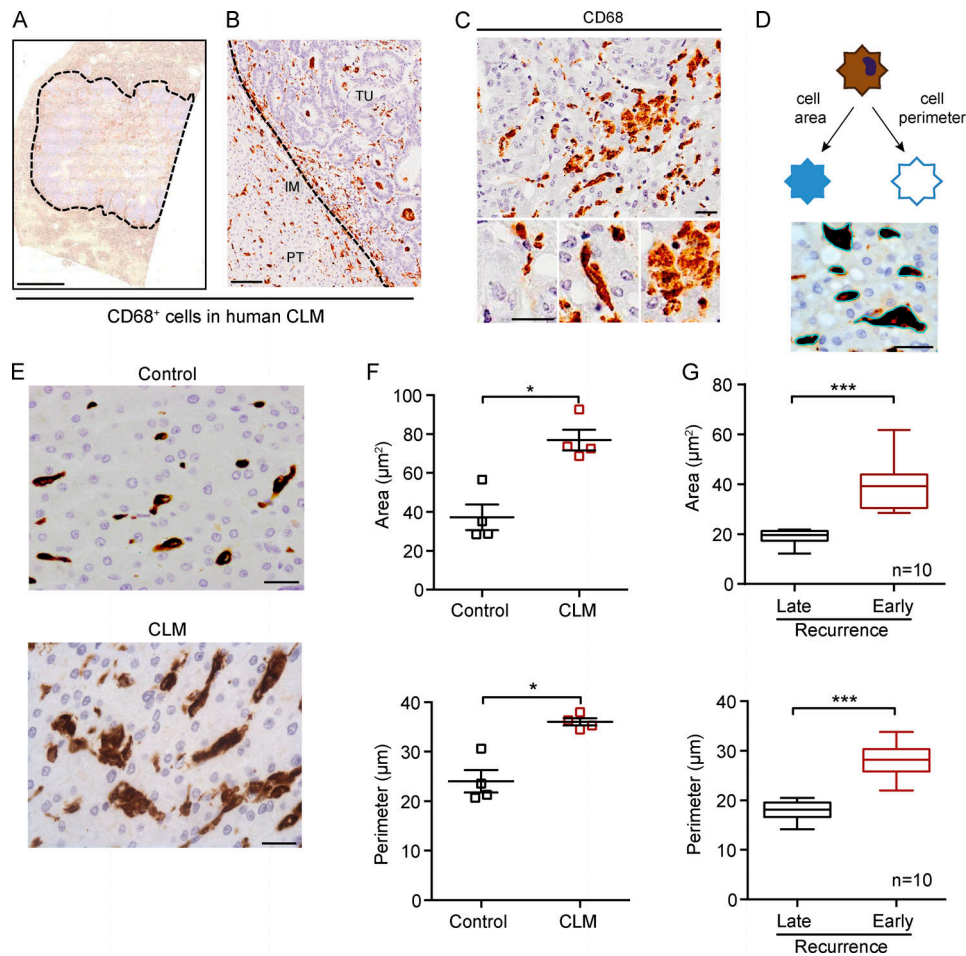 A
B
TU
IM
PT
CD68⁺ cells in human CLM
C
CD68
D
cell
area
cell
perimeter
E
Control
CLM
F
*
Area (µm²)
100
80
60
40
20
0
Control
CLM
*
Perimeter (µm)
40
30
20
10
0
Control
CLM
G
***
Area (µm²)
80
60
40
20
0
n=10
Late
Early
Recurrence
***
Perimeter (µm)
40
30
20
10
0
n=10
Late
Early
Recurrence